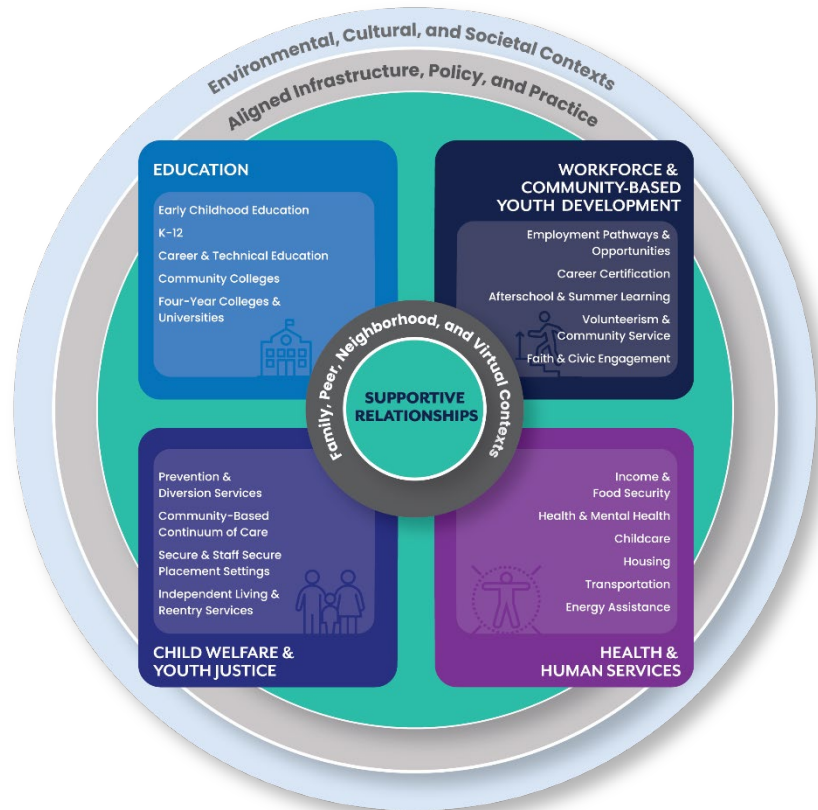 Environmental, Cultural, and Societal Contexts
Aligned Infrastructure, Policy, and Practice
EDUCATION
Early Childhood Education
K-12
Career & Technical Education
Community Colleges
Four-Year Colleges &
Universities
WORKFORCE &
COMMUNITY-BASED
YOUTH DEVELOPMENT
Employment Pathways &
Opportunities
Career Certification
Afterschool & Summer Learning
Volunteerism &
Community Service
Faith & Civic Engagement
Family, Peer, Neighborhood, and Virtual Contexts
SUPPORTIVE
RELATIONSHIPS
Prevention &
Diversion Services
Community-Based
Continuum of Care
Secure & Staff Secure
Placement Settings
Independent Living &
Reentry Services
CHILD WELFARE &
YOUTH JUSTICE
Income &
Food Security
Health & Mental Health
Childcare
Housing
Transportation
Energy Assistance
HEALTH &
HUMAN SERVICES